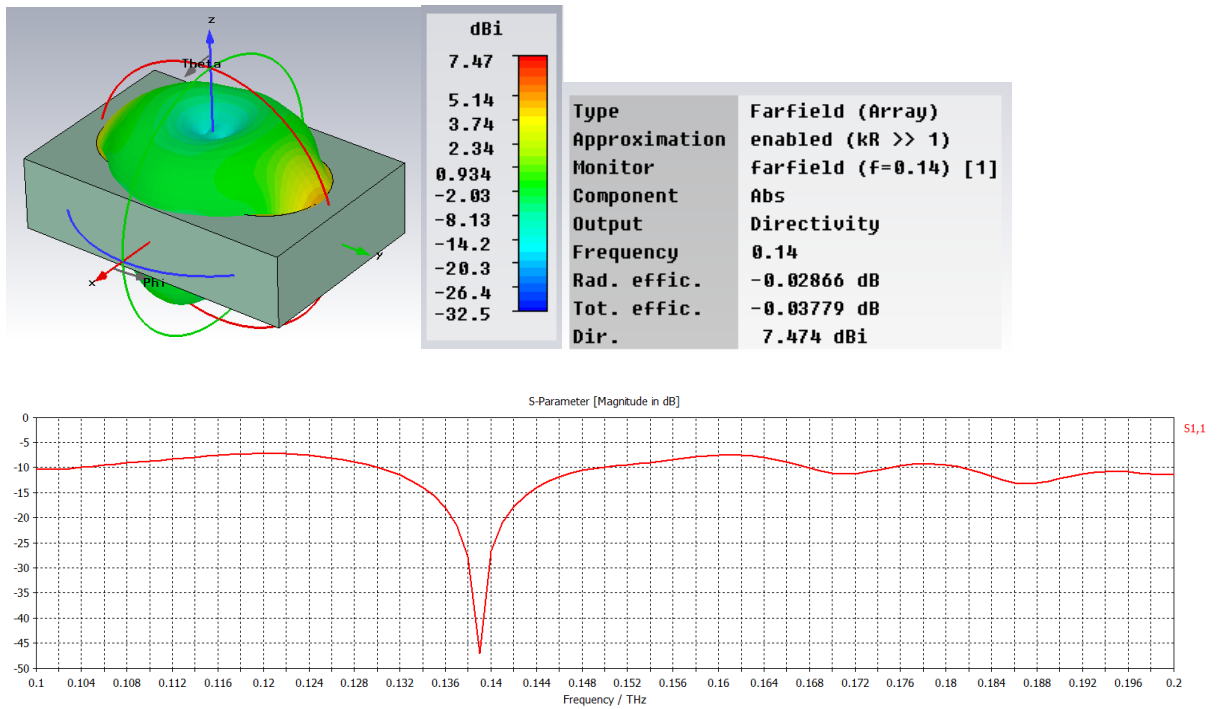 z
Theta
y
x
Phi
dBi
7.47
5.14
3.74
2.34
0.934
-2.03
-8.13
-14.2
-20.3
-26.4
-32.5
Type Farfield (Array)
Approximation enabled (kR >> 1)
Monitor farfield (f=0.14) [1]
Component Abs
Output Directivity
Frequency 0.14
Rad. effic. -0.02866 dB
Tot. effic. -0.03779 dB
Dir. 7.474 dBi
S-Parameter [Magnitude in dB]
0
-5
-10
-15
-20
-25
-30
-35
-40
-45
-50
S1,1
0.1 0.104 0.108 0.112 0.116 0.12 0.124 0.128 0.132 0.136 0.14 0.144 0.148 0.152 0.156 0.16 0.164 0.168 0.172 0.176 0.18 0.184 0.188 0.192 0.196 0.2
Frequency / THz